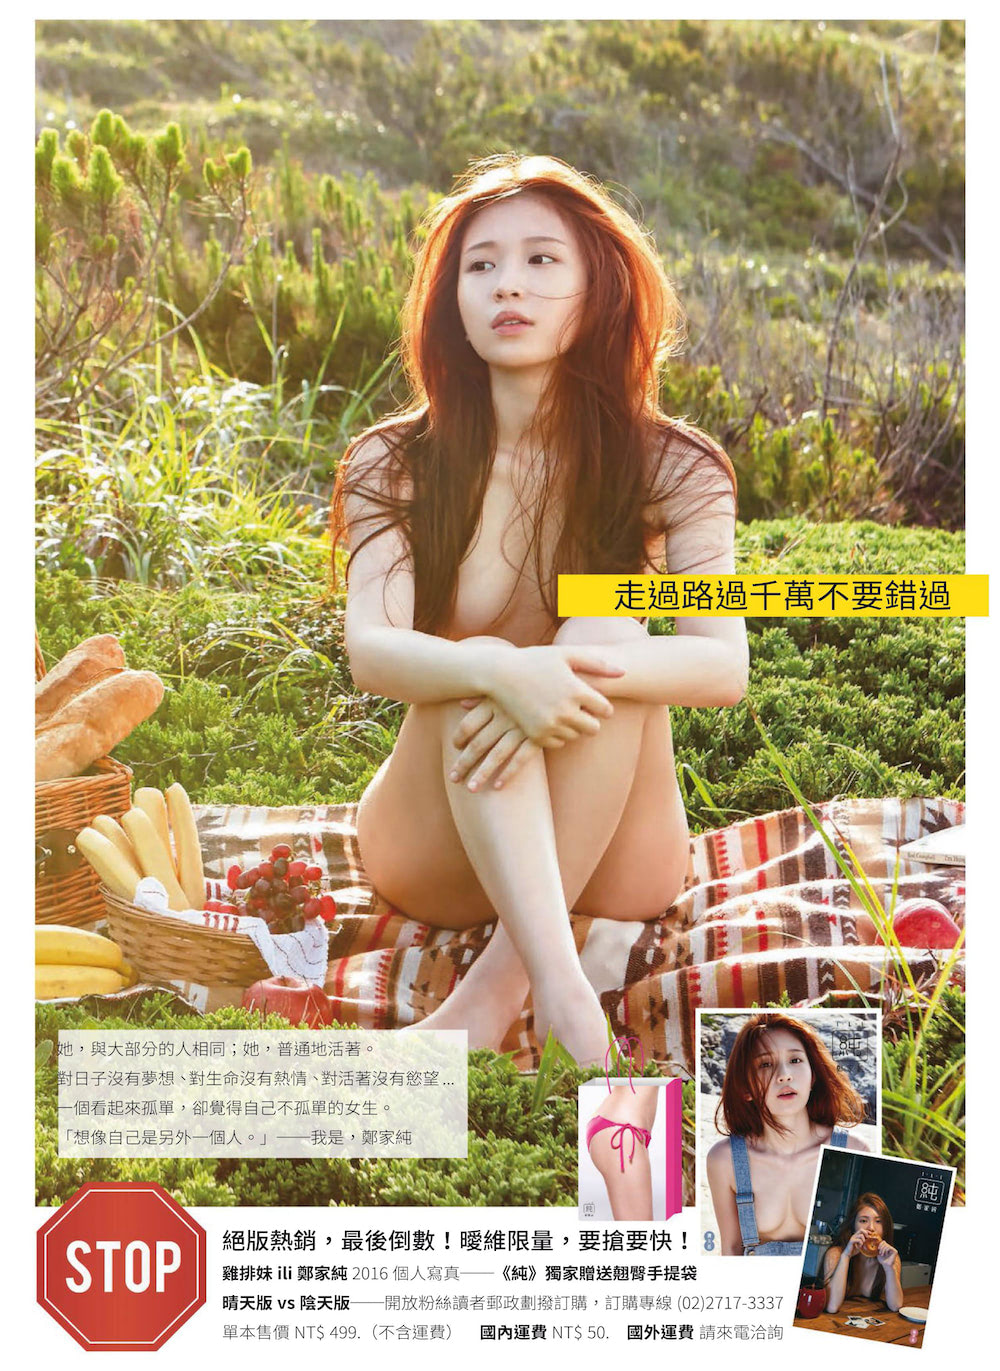 走過路過千萬不要錯過
她，與大部分的人相同；她，普通地活著。
對日子沒有夢想、對生命沒有熱情、對活著沒有慾望...
一個看起來孤單，卻覺得自己不孤單的女生。
「想像自己是另外一個人。」——我是，鄭家純
純
純
鄭家純
STOP
絕版熱銷，最後倒數！曖維限量，要搶要快！
雞排妹 ili 鄭家純 2016 個人寫真——《純》獨家贈送翹臀手提袋
晴天版 vs 陰天版——開放粉絲讀者郵政劃撥訂購，訂購專線 (02)2717-3337
單本售價 NT$ 499.（不含運費） 國內運費 NT$ 50. 國外運費 請來電洽詢